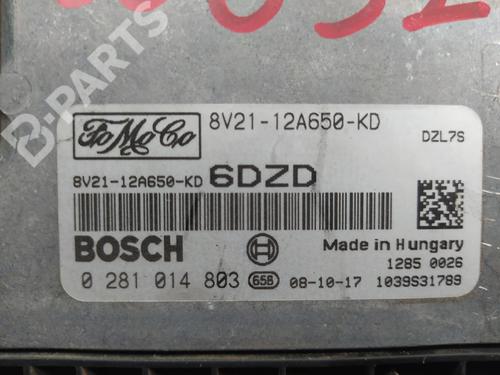 B-PARTS
FoMoCo
8V21-12A650-KD
DZL7S
8V21-12A650-KD 6DZD
BOSCH
Made in Hungary
1285 0026
0 281 014 803 65B 08-10-17 1039S31789